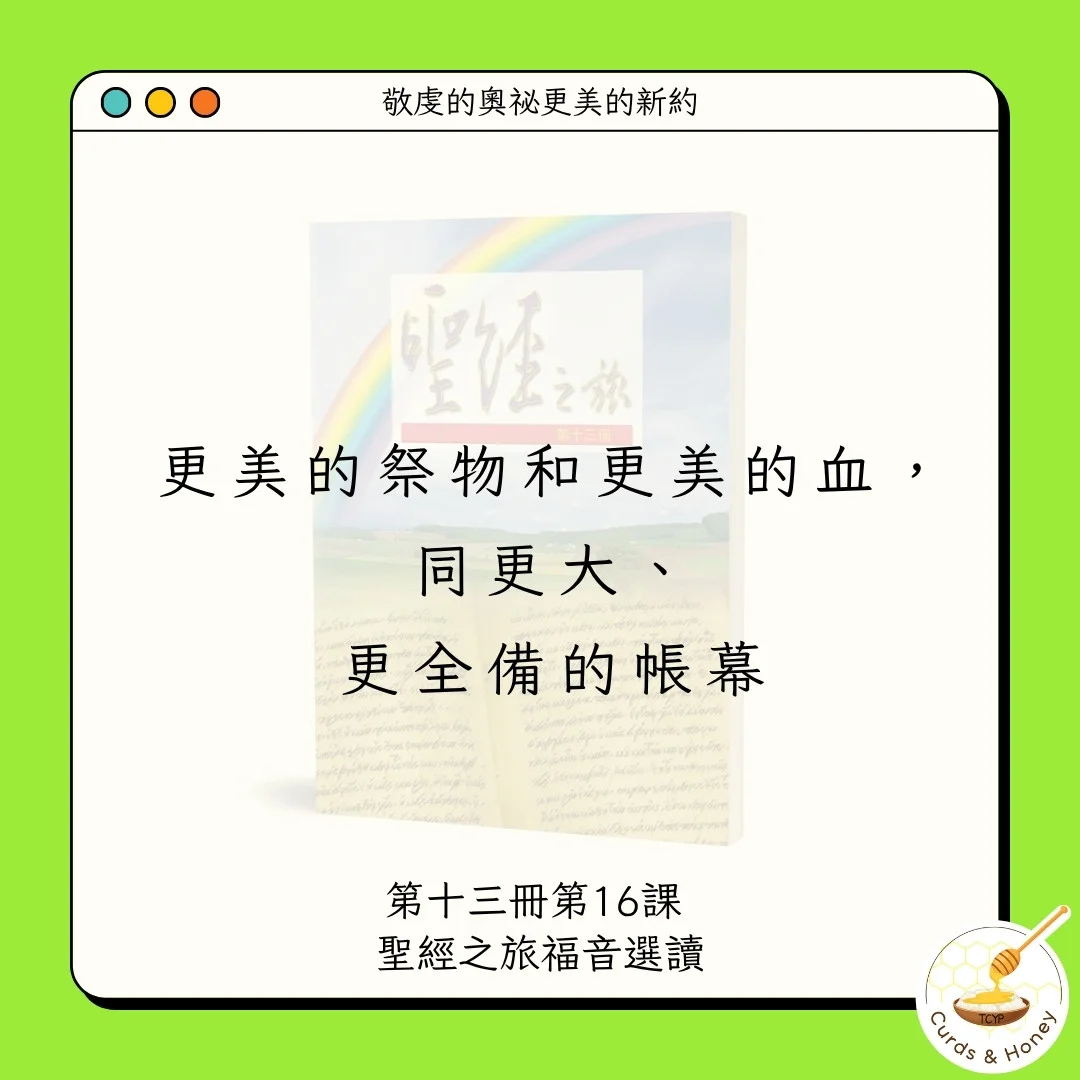 敬虔的奧祕更美的新約
聖經之旅
第十三冊
更美的祭物和更美的血，
同更大、
更全備的帳幕
第十三冊第16課
聖經之旅福音選讀
TCYP
Curds & Honey